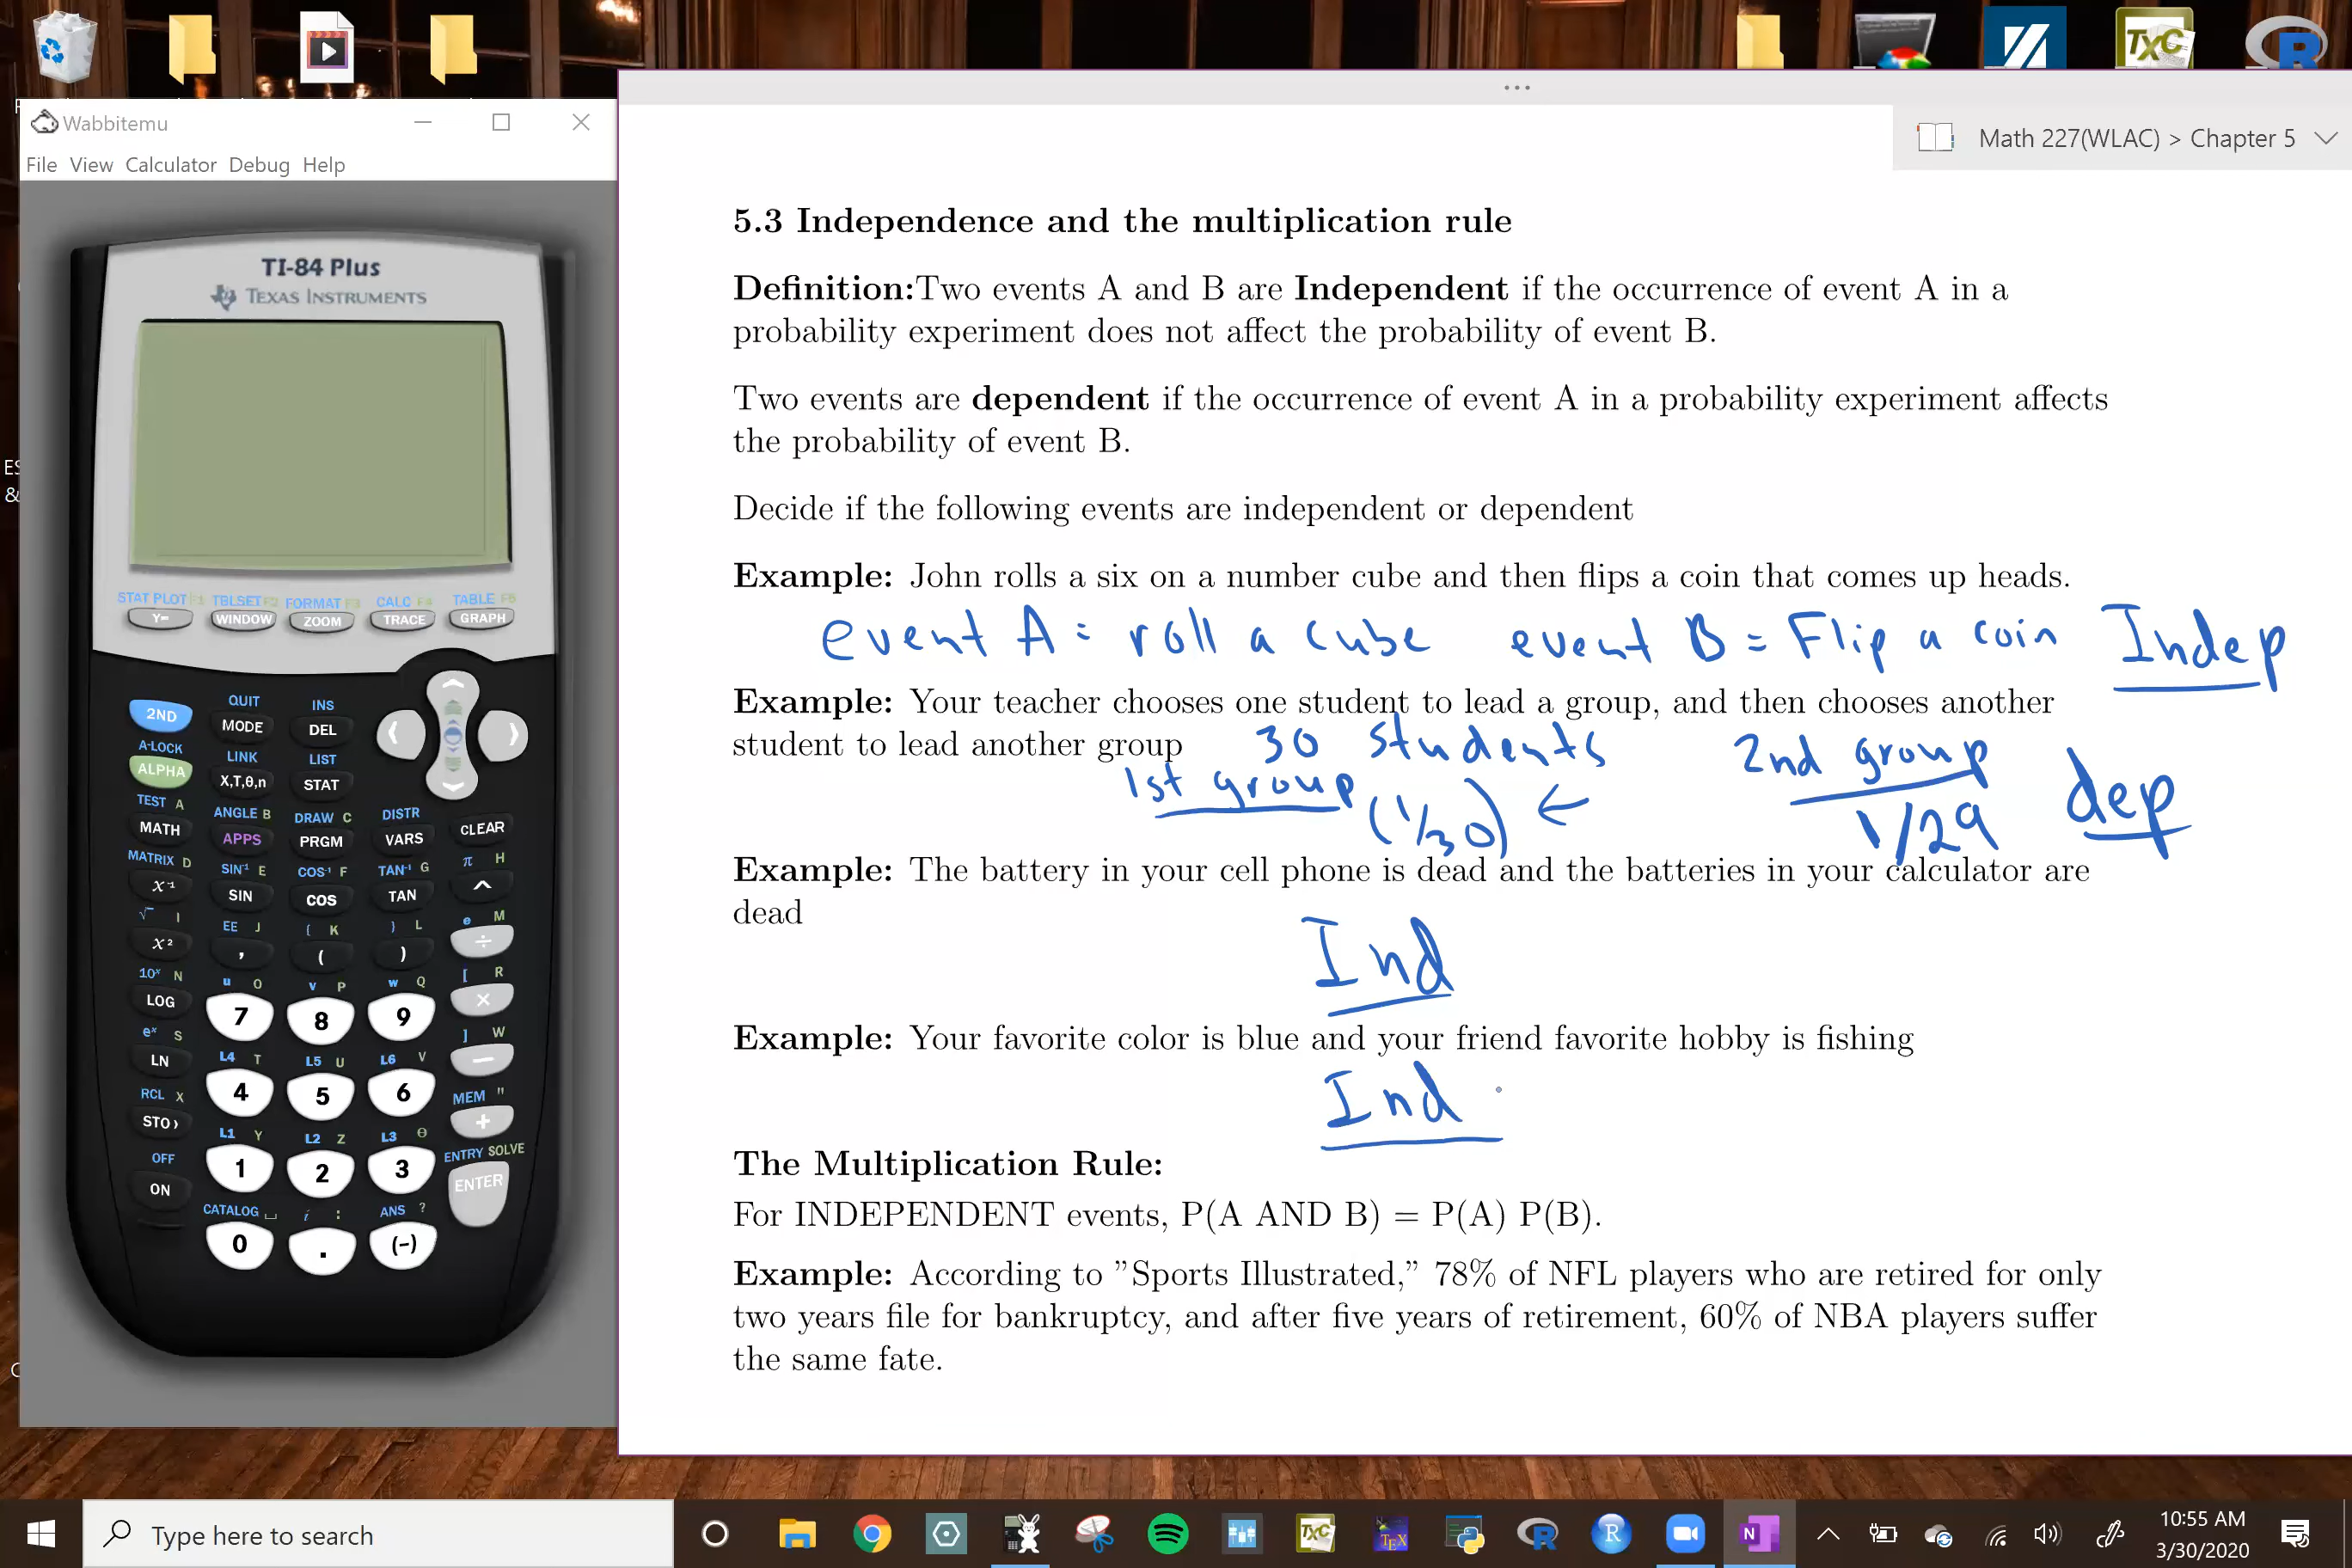 Wabbitemu
File View Calculator Debug Help
TI-84 Plus
TEXAS INSTRUMENTS
STAT PLOT F1 TBLSET F2 FORMAT F3 CALC F4 TABLE F5
Y= WINDOW ZOOM TRACE GRAPH
QUIT INS
2ND MODE DEL
A-LOCK LINK LIST
ALPHA X,T,θ,n STAT
TEST A ANGLE B DRAW C DISTR
MATH APPS PRGM VARS CLEAR
MATRIX D SIN⁻¹ E COS⁻¹ F TAN⁻¹ G π H
X⁻¹ SIN COS TAN ^
√ I EE J { K } L e M
X² , ( ) ÷
10ˣ N u O v P w Q [ R
LOG 7 8 9 ×
eˣ S L4 T L5 U L6 V ] W
LN 4 5 6 −
RCL X L1 Y L2 Z L3 θ MEM "
STO› 1 2 3 +
OFF CATALOG i : ANS ? ENTRY SOLVE
ON 0 . (-) ENTER
Math 227(WLAC) > Chapter 5
5.3 Independence and the multiplication rule
Definition:Two events A and B are Independent if the occurrence of event A in a
probability experiment does not affect the probability of event B.
Two events are dependent if the occurrence of event A in a probability experiment affects
the probability of event B.
Decide if the following events are independent or dependent
Example: John rolls a six on a number cube and then flips a coin that comes up heads.
event A = roll a cube event B = Flip a coin Indep
Example: Your teacher chooses one student to lead a group, and then chooses another
student to lead another group 30 students 2nd group
1st group (1/30) ← 1/29 dep
Example: The battery in your cell phone is dead and the batteries in your calculator are
dead
Ind
Example: Your favorite color is blue and your friend favorite hobby is fishing
Ind
The Multiplication Rule:
For INDEPENDENT events, P(A AND B) = P(A) P(B).
Example: According to ”Sports Illustrated,” 78% of NFL players who are retired for only
two years file for bankruptcy, and after five years of retirement, 60% of NBA players suffer
the same fate.
Type here to search
10:55 AM
3/30/2020